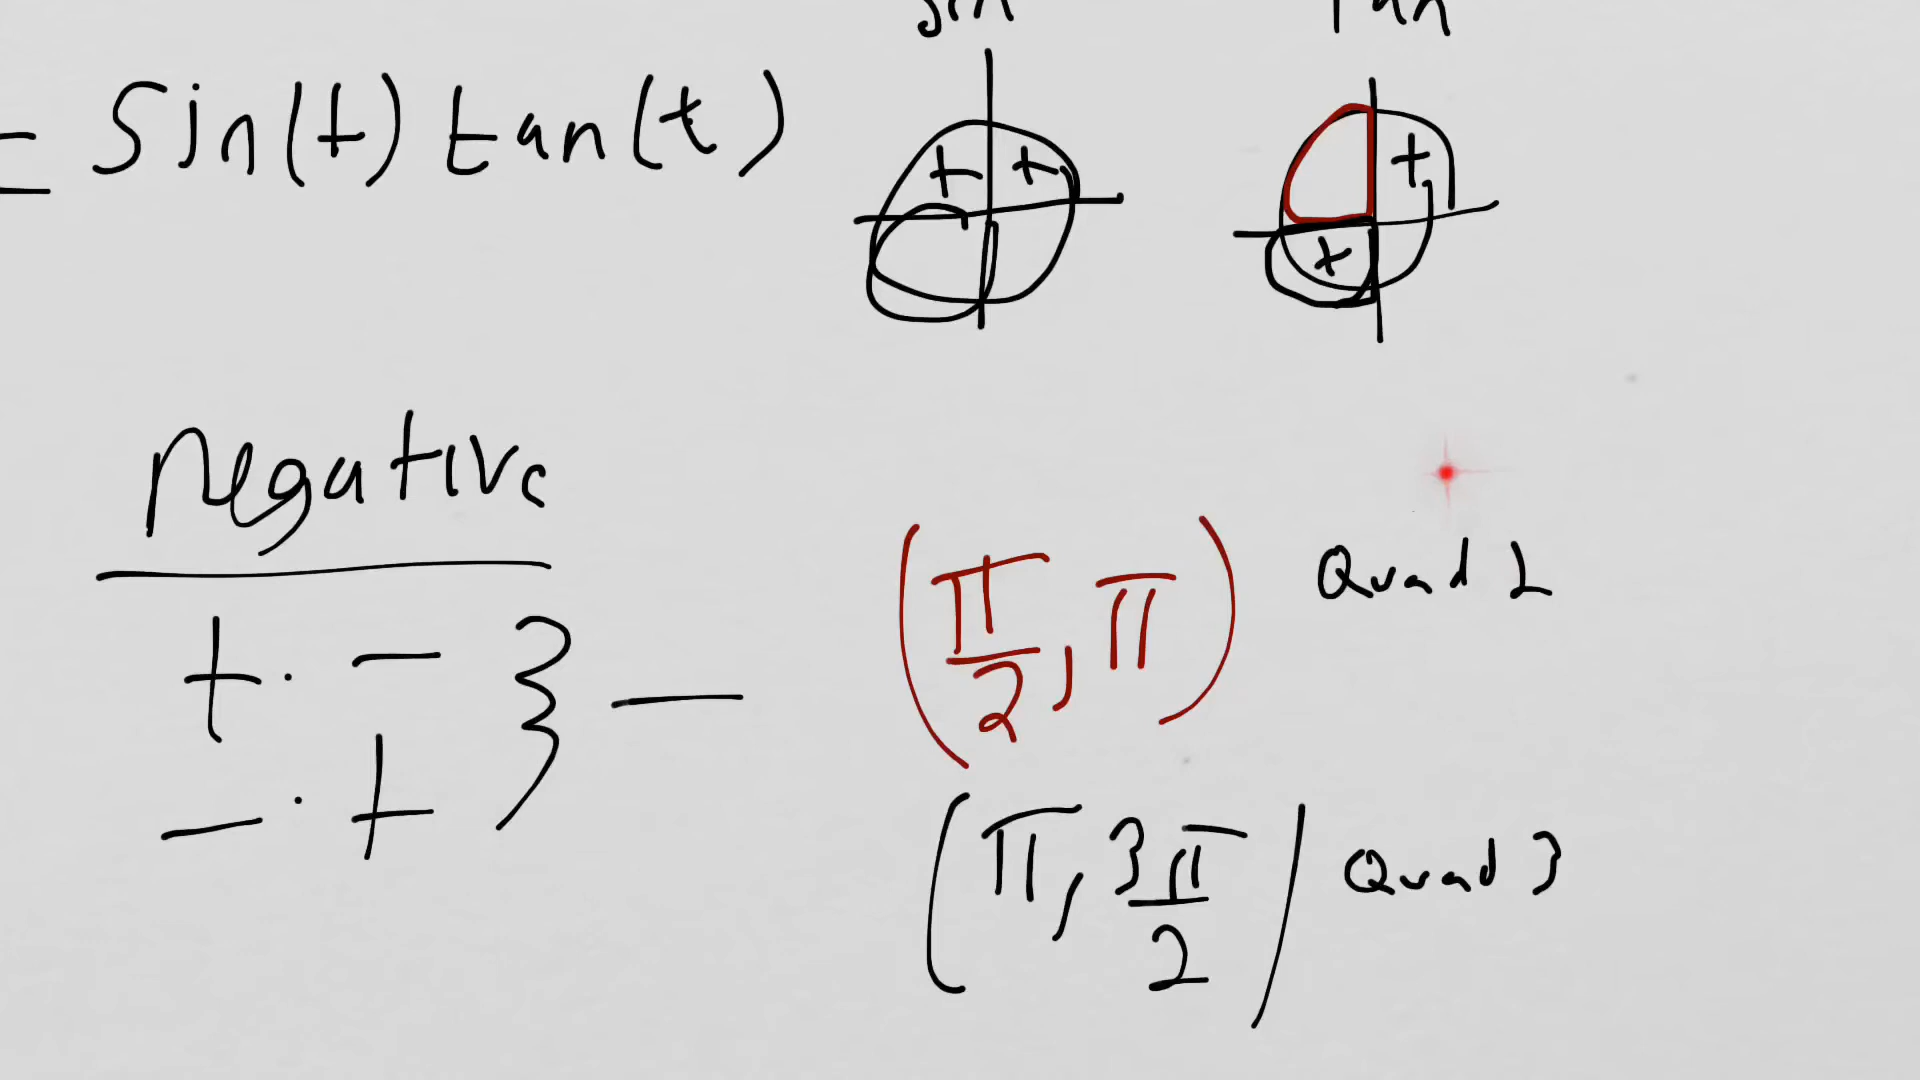 sin tan
= Sin(t) tan(t)
+ +
+
+
negative
+ · − } −
− · +
(π/2, π) Quad 2
(π, 3π/2) Quad 3